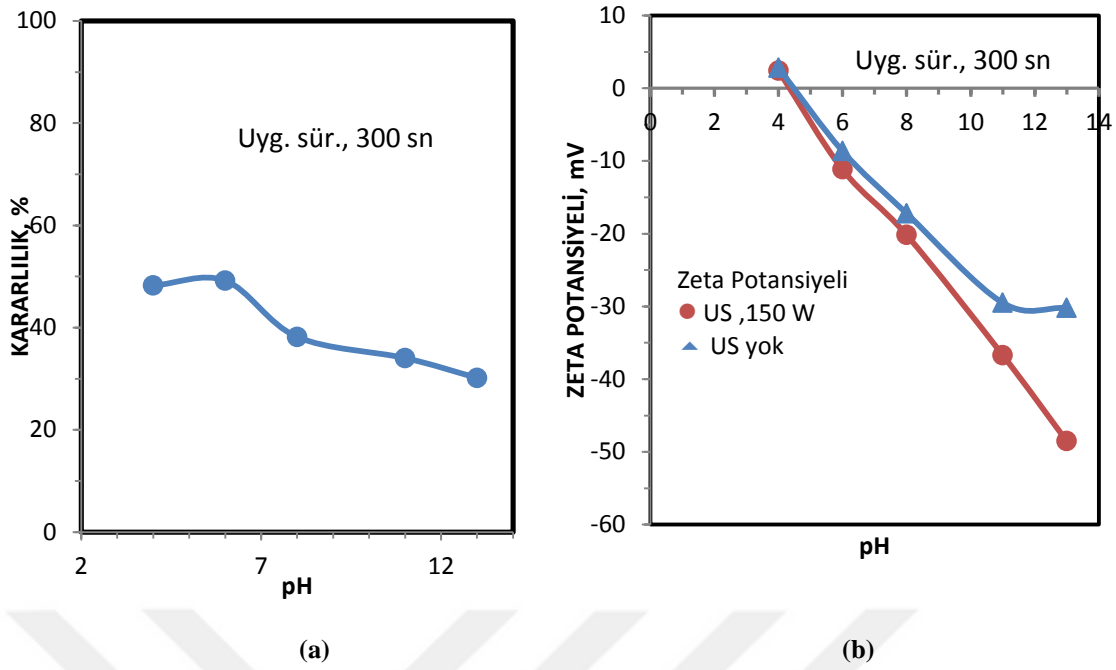 100
80
60
40
20
0
2
7
12
KARARLILIK, %
pH
Uyg. sür., 300 sn
(a)
10
0
-10
-20
-30
-40
-50
-60
0
2
4
6
8
10
12
14
ZETA POTANSİYELİ, mV
pH
Uyg. sür., 300 sn
Zeta Potansiyeli
US ,150 W
US yok
(b)